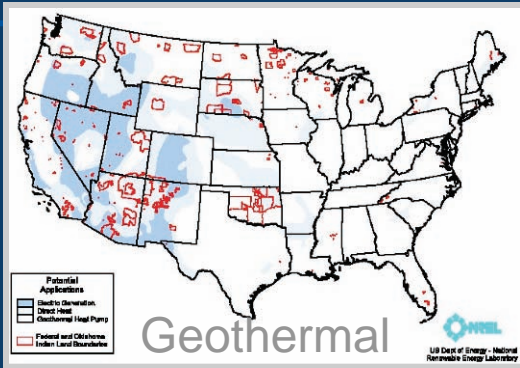 Potential
Applications
Electric Generation
Direct Heat
Geothermal Heat Pump
Federal and Oklahoma
Indian Land Boundaries
Geothermal
NREL
US Dept of Energy - National
Renewable Energy Laboratory